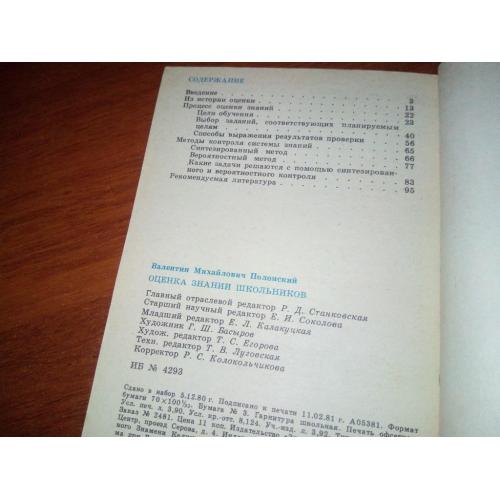 СОДЕРЖАНИЕ
Введение 3
Из истории оценки 13
Процесс оценки знаний 22
Цели обучения 23
Выбор заданий, соответствующих планируемым
целям 40
Способы выражения результатов проверки 56
Методы контроля системы знаний 65
Синтезированный метод 66
Вероятностный метод 77
Какие задачи решаются с помощью синтезирован-
ного и вероятностного контроля 83
Рекомендуемая литература 95
Валентин Михайлович Полонский
ОЦЕНКА ЗНАНИЙ ШКОЛЬНИКОВ
Главный отраслевой редактор Р. Д. Станковская
Старший научный редактор Е. И. Соколова
Младший редактор Е. Л. Калакуцкая
Художник Г. Ш. Басыров
Худож. редактор Т. С. Егорова
Техн. редактор Т. В. Луговская
Корректор Р. С. Колокольчикова
ИБ № 4293
Сдано в набор 5.12.80 г. Подписано к печати 11.02.81 г. А05381. Формат
бумаги 70×100 1/32. Бумага № 3. Гарнитура школьная. Печать офсетная.
Усл. печ. л. 3,90. Усл. кр.-отт. 8,124. Уч.-изд. л. 3,92.
Заказ № 2481. Цена 11 коп. Издательство
Центр, проезд Серова, д. 4.
ного Знамени